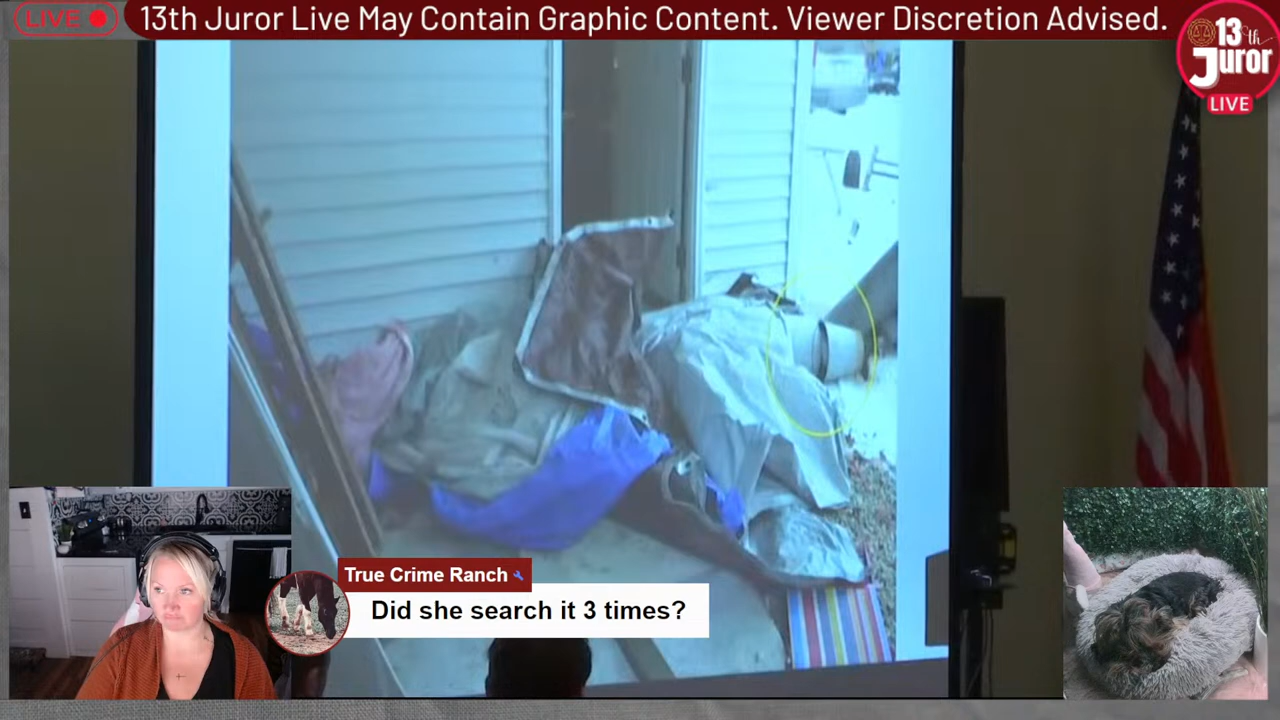 LIVE
13th Juror Live May Contain Graphic Content. Viewer Discretion Advised.
13th
Juror
LIVE
True Crime Ranch
Did she search it 3 times?